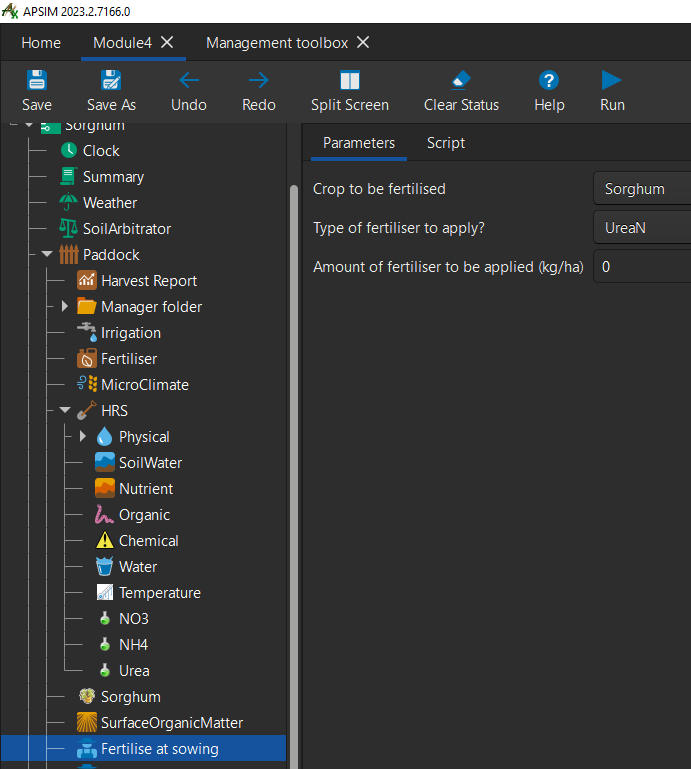 APSIM 2023.2.7166.0
Home Module4 Management toolbox
Save Save As Undo Redo Split Screen Clear Status Help Run
Sorghum
Clock
Summary
Weather
SoilArbitrator
Paddock
Harvest Report
Manager folder
Irrigation
Fertiliser
MicroClimate
HRS
Physical
SoilWater
Nutrient
Organic
Chemical
Water
Temperature
NO3
NH4
Urea
Sorghum
SurfaceOrganicMatter
Fertilise at sowing
Parameters Script
Crop to be fertilised Sorghum
Type of fertiliser to apply? UreaN
Amount of fertiliser to be applied (kg/ha) 0